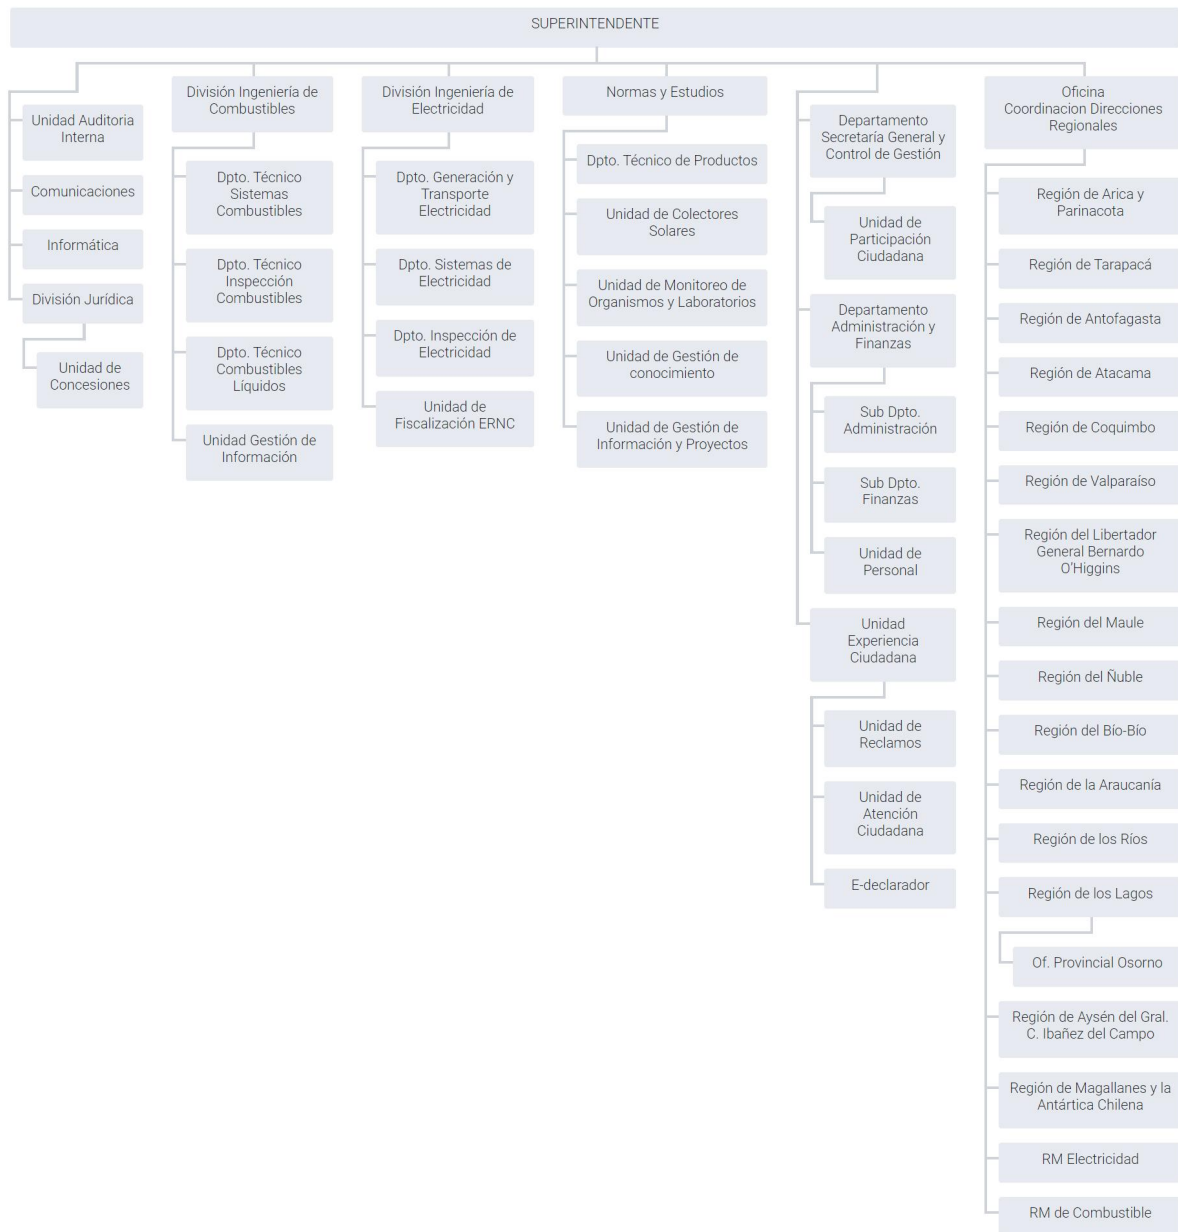 SUPERINTENDENTE
Unidad Auditoria
Interna
Comunicaciones
Informática
División Jurídica
Unidad de
Concesiones
División Ingeniería de
Combustibles
Dpto. Técnico
Sistemas
Combustibles
Dpto. Técnico
Inspección
Combustibles
Dpto. Técnico
Combustibles
Líquidos
Unidad Gestión de
Información
División Ingeniería de
Electricidad
Dpto. Generación y
Transporte
Electricidad
Dpto. Sistemas de
Electricidad
Dpto. Inspección de
Electricidad
Unidad de
Fiscalización ERNC
Normas y Estudios
Dpto. Técnico de Productos
Unidad de Colectores
Solares
Unidad de Monitoreo de
Organismos y Laboratorios
Unidad de Gestión de
conocimiento
Unidad de Gestión de
Información y Proyectos
Departamento
Secretaría General y
Control de Gestión
Unidad de
Participación
Ciudadana
Departamento
Administración y
Finanzas
Sub Dpto.
Administración
Sub Dpto.
Finanzas
Unidad de
Personal
Unidad
Experiencia
Ciudadana
Unidad de
Reclamos
Unidad de
Atención
Ciudadana
E-declarador
Oficina
Coordinacion Direcciones
Regionales
Región de Arica y
Parinacota
Región de Tarapacá
Región de Antofagasta
Región de Atacama
Región de Coquimbo
Región de Valparaíso
Región del Libertador
General Bernardo
O'Higgins
Región del Maule
Región del Ñuble
Región del Bío-Bío
Región de la Araucanía
Región de los Ríos
Región de los Lagos
Of. Provincial Osorno
Región de Aysén del Gral.
C. Ibañez del Campo
Región de Magallanes y la
Antártica Chilena
RM Electricidad
RM de Combustible